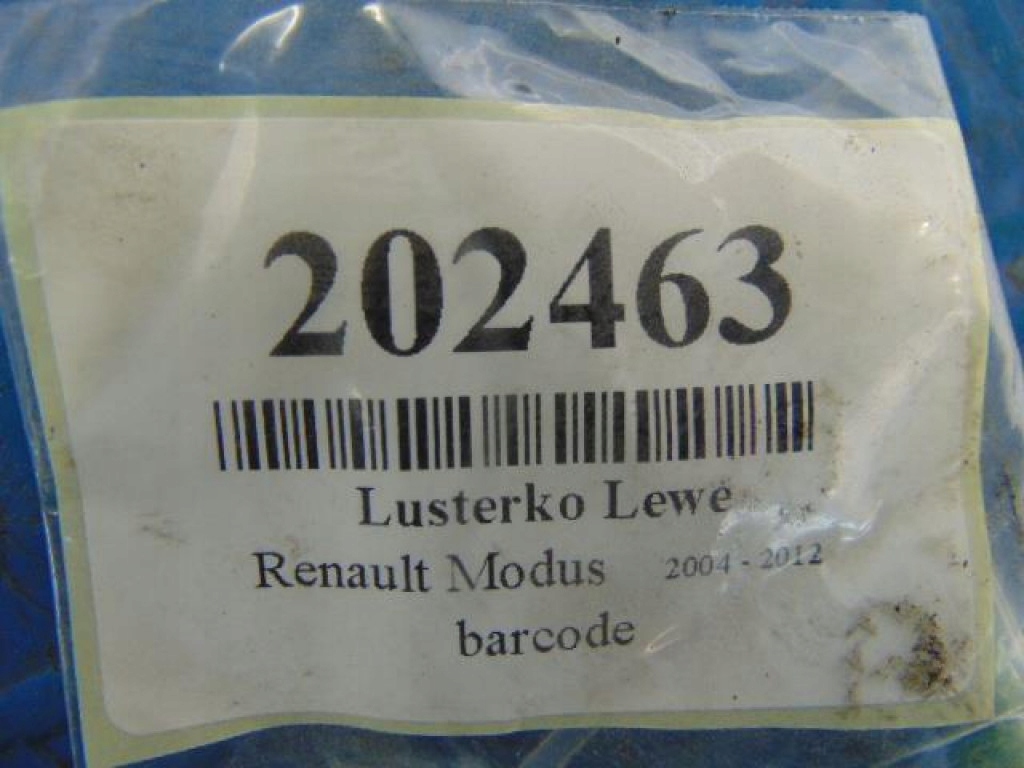 202463
Lusterko Lewe
Renault Modus 2004 - 2012
barcode